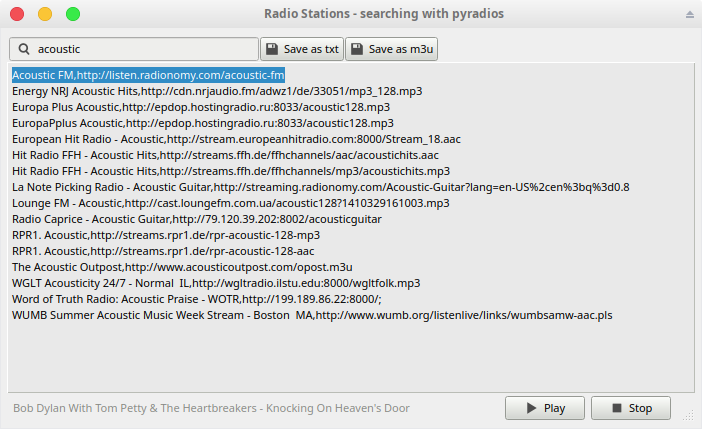 Radio Stations - searching with pyradios
acoustic
Save as txt
Save as m3u
Acoustic FM,http://listen.radionomy.com/acoustic-fm
Energy NRJ Acoustic Hits,http://cdn.nrjaudio.fm/adwz1/de/33051/mp3_128.mp3
Europa Plus Acoustic,http://epdop.hostingradio.ru:8033/acoustic128.mp3
EuropaPplus Acoustic,http://epdop.hostingradio.ru:8033/acoustic128.mp3
European Hit Radio - Acoustic,http://stream.europeanhitradio.com:8000/Stream_18.aac
Hit Radio FFH - Acoustic Hits,http://streams.ffh.de/ffhchannels/aac/acoustichits.aac
Hit Radio FFH - Acoustic Hits,http://streams.ffh.de/ffhchannels/mp3/acoustichits.mp3
La Note Picking Radio - Acoustic Guitar,http://streaming.radionomy.com/Acoustic-Guitar?lang=en-US%2cen%3bq%3d0.8
Lounge FM - Acoustic,http://cast.loungefm.com.ua/acoustic128?1410329161003.mp3
Radio Caprice - Acoustic Guitar,http://79.120.39.202:8002/acousticguitar
RPR1. Acoustic,http://streams.rpr1.de/rpr-acoustic-128-mp3
RPR1. Acoustic,http://streams.rpr1.de/rpr-acoustic-128-aac
The Acoustic Outpost,http://www.acousticoutpost.com/opost.m3u
WGLT Acousticity 24/7 - Normal  IL,http://wgltradio.ilstu.edu:8000/wgltfolk.mp3
Word of Truth Radio: Acoustic Praise - WOTR,http://199.189.86.22:8000/;
WUMB Summer Acoustic Music Week Stream - Boston  MA,http://www.wumb.org/listenlive/links/wumbsamw-aac.pls
Bob Dylan With Tom Petty & The Heartbreakers - Knocking On Heaven's Door
Play
Stop